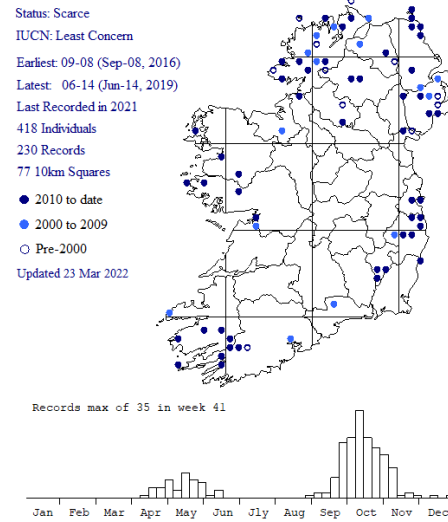 Status: Scarce
IUCN: Least Concern
Earliest: 09-08 (Sep-08, 2016)
Latest: 06-14 (Jun-14, 2019)
Last Recorded in 2021
418 Individuals
230 Records
77 10km Squares
2010 to date
2000 to 2009
Pre-2000
Updated 23 Mar 2022
Records max of 35 in week 41
Jan Feb Mar Apr May Jun Jly Aug Sep Oct Nov Dec